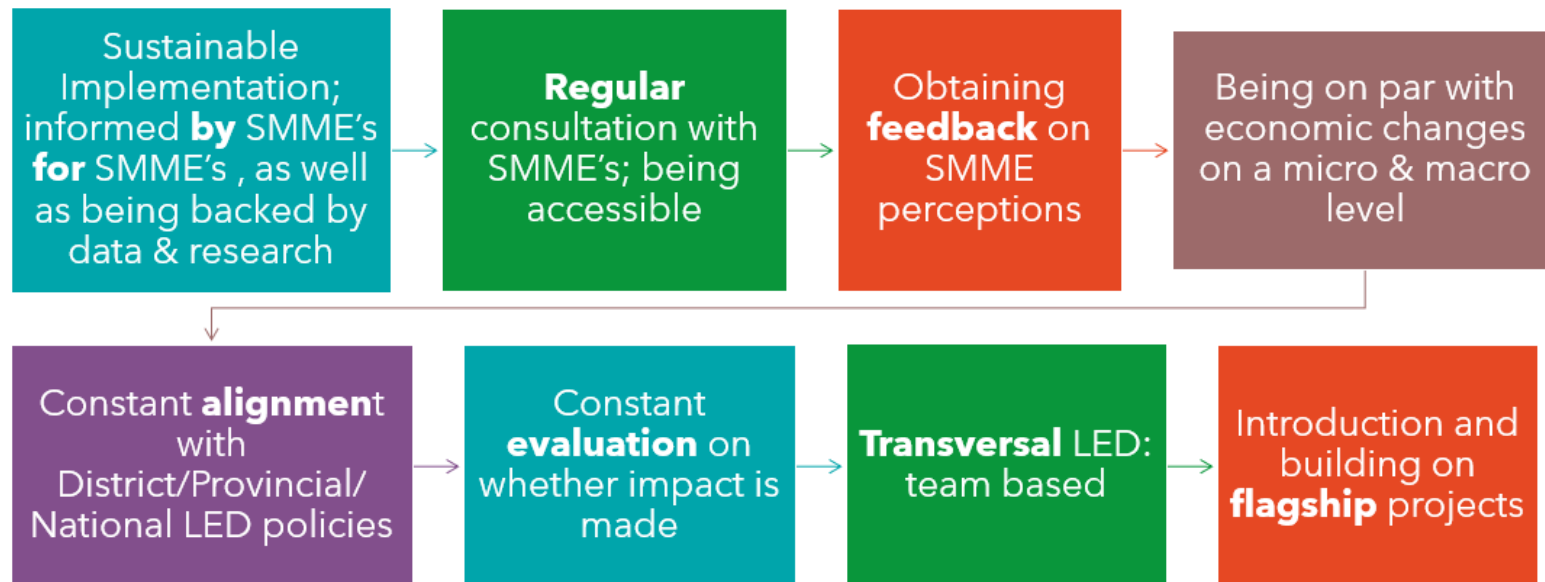 Sustainable
Implementation;
informed by SMME's
for SMME's , as well
as being backed by
data & research
Regular
consultation with
SMME's; being
accessible
Obtaining
feedback on
SMME
perceptions
Being on par with
economic changes
on a micro & macro
level
Constant alignment
with
District/Provincial/
National LED policies
Constant
evaluation on
whether impact is
made
Transversal LED:
team based
Introduction and
building on
flagship projects